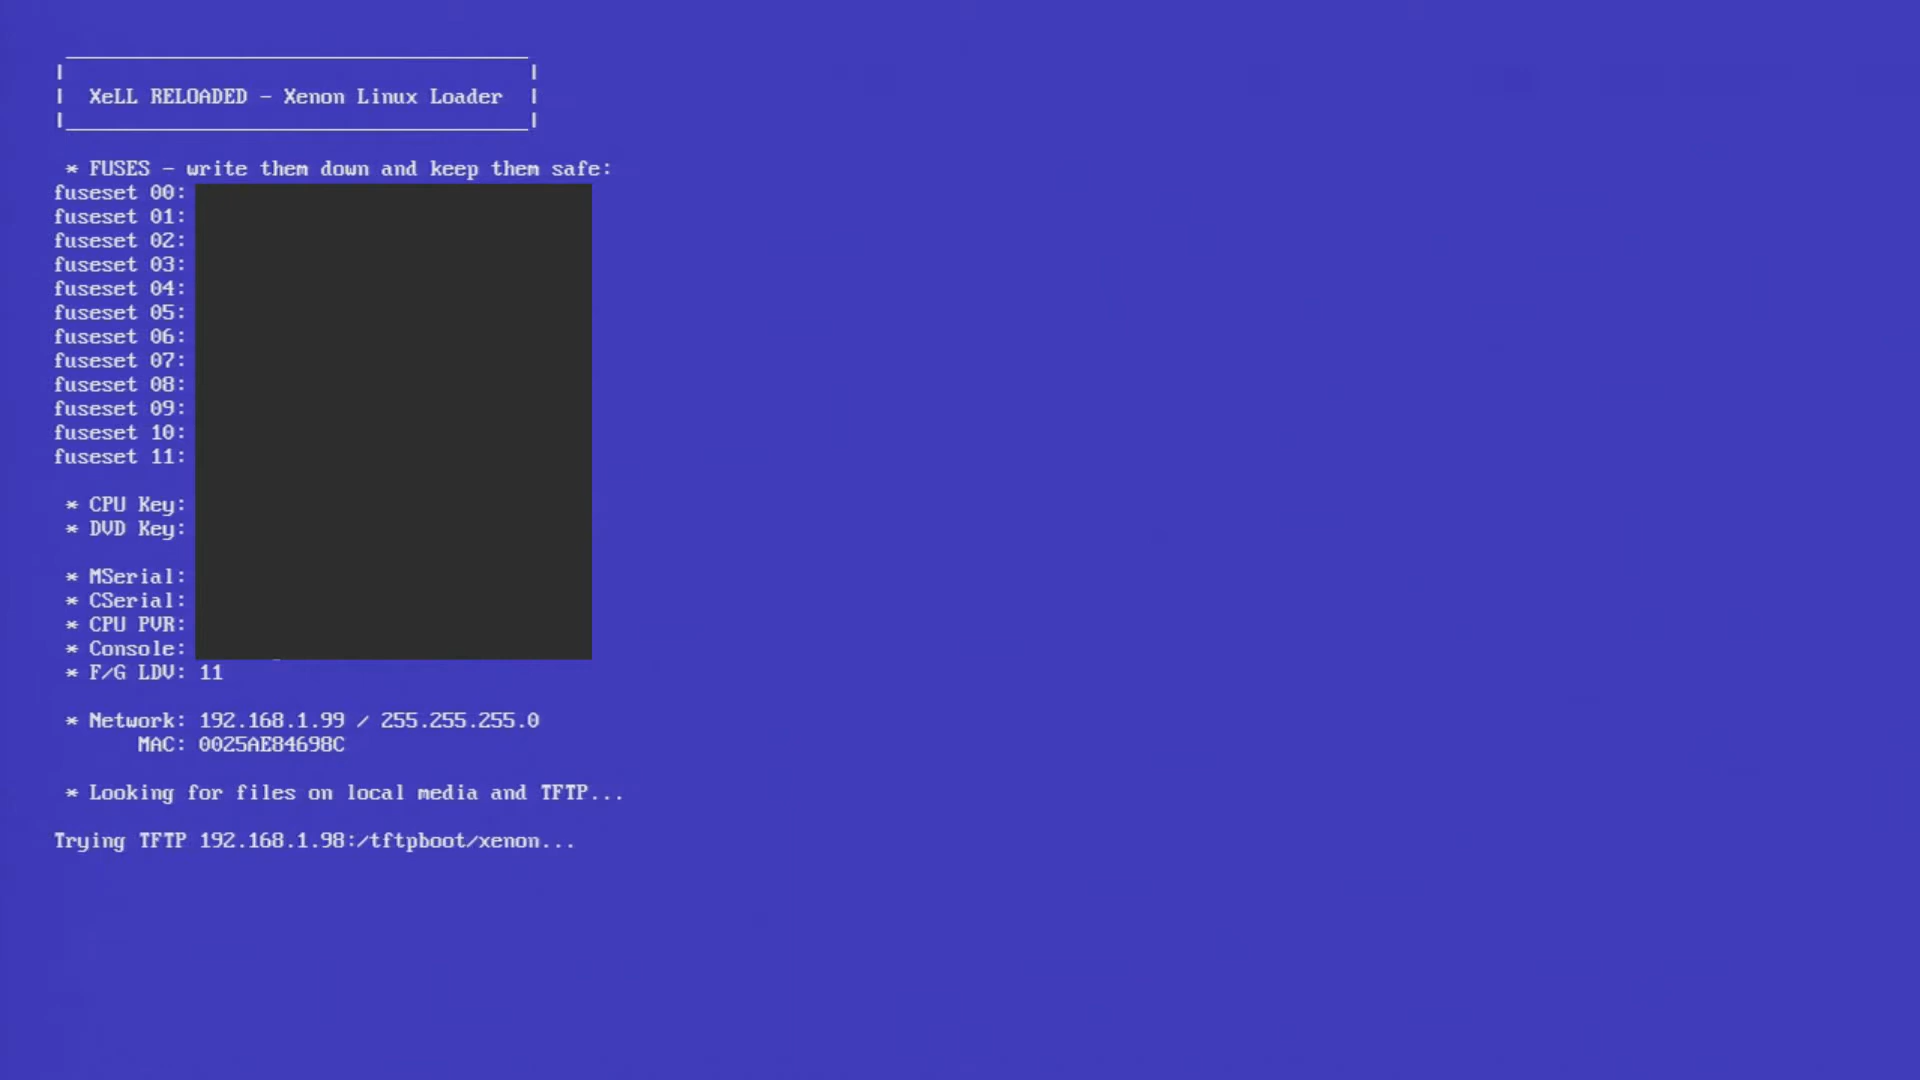 XeLL RELOADED - Xenon Linux Loader
* FUSES - write them down and keep them safe:
fuseset 00:
fuseset 01:
fuseset 02:
fuseset 03:
fuseset 04:
fuseset 05:
fuseset 06:
fuseset 07:
fuseset 08:
fuseset 09:
fuseset 10:
fuseset 11:
* CPU Key:
* DVD Key:
* MSerial:
* CSerial:
* CPU PVR:
* Console:
* F/G LDV: 11
* Network: 192.168.1.99 / 255.255.255.0
MAC: 0025AE84698C
* Looking for files on local media and TFTP...
Trying TFTP 192.168.1.98:/tftpboot/xenon...